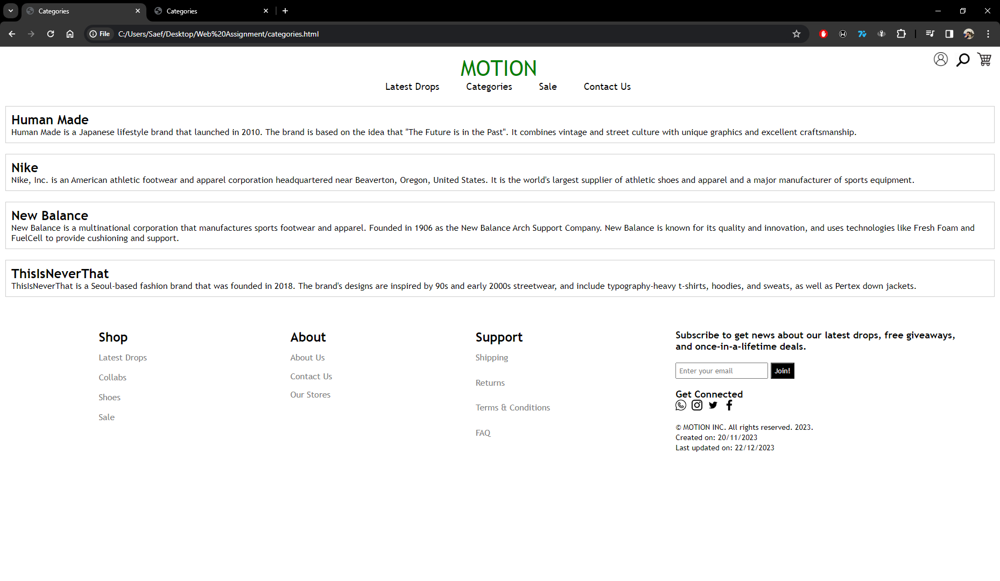 Categories
Categories
File
C:/Users/Saef/Desktop/Web%20Assignment/categories.html
MOTION
Latest Drops
Categories
Sale
Contact Us
Human Made
Human Made is a Japanese lifestyle brand that launched in 2010. The brand is based on the idea that "The Future is in the Past". It combines vintage and street culture with unique graphics and excellent craftsmanship.
Nike
Nike, Inc. is an American athletic footwear and apparel corporation headquartered near Beaverton, Oregon, United States. It is the world's largest supplier of athletic shoes and apparel and a major manufacturer of sports equipment.
New Balance
New Balance is a multinational corporation that manufactures sports footwear and apparel. Founded in 1906 as the New Balance Arch Support Company. New Balance is known for its quality and innovation, and uses technologies like Fresh Foam and
FuelCell to provide cushioning and support.
ThisIsNeverThat
ThisIsNeverThat is a Seoul-based fashion brand that was founded in 2018. The brand's designs are inspired by 90s and early 2000s streetwear, and include typography-heavy t-shirts, hoodies, and sweats, as well as Pertex down jackets.
Shop
Latest Drops
Collabs
Shoes
Sale
About
About Us
Contact Us
Our Stores
Support
Shipping
Returns
Terms & Conditions
FAQ
Subscribe to get news about our latest drops, free giveaways,
and once-in-a-lifetime deals.
Enter your email
Join!
Get Connected
© MOTION INC. All rights reserved. 2023.
Created on: 20/11/2023
Last updated on: 22/12/2023